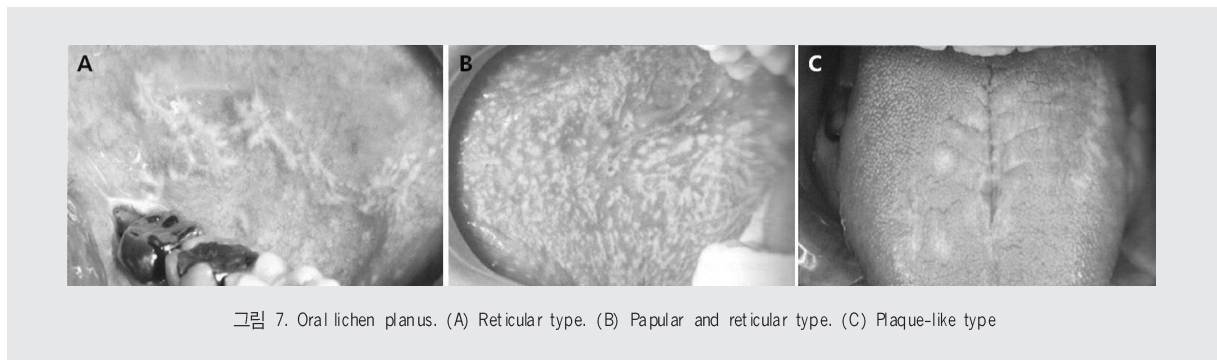 A
B
C
그림 7. Oral lichen planus. (A) Reticular type. (B) Papular and reticular type. (C) Plaque-like type